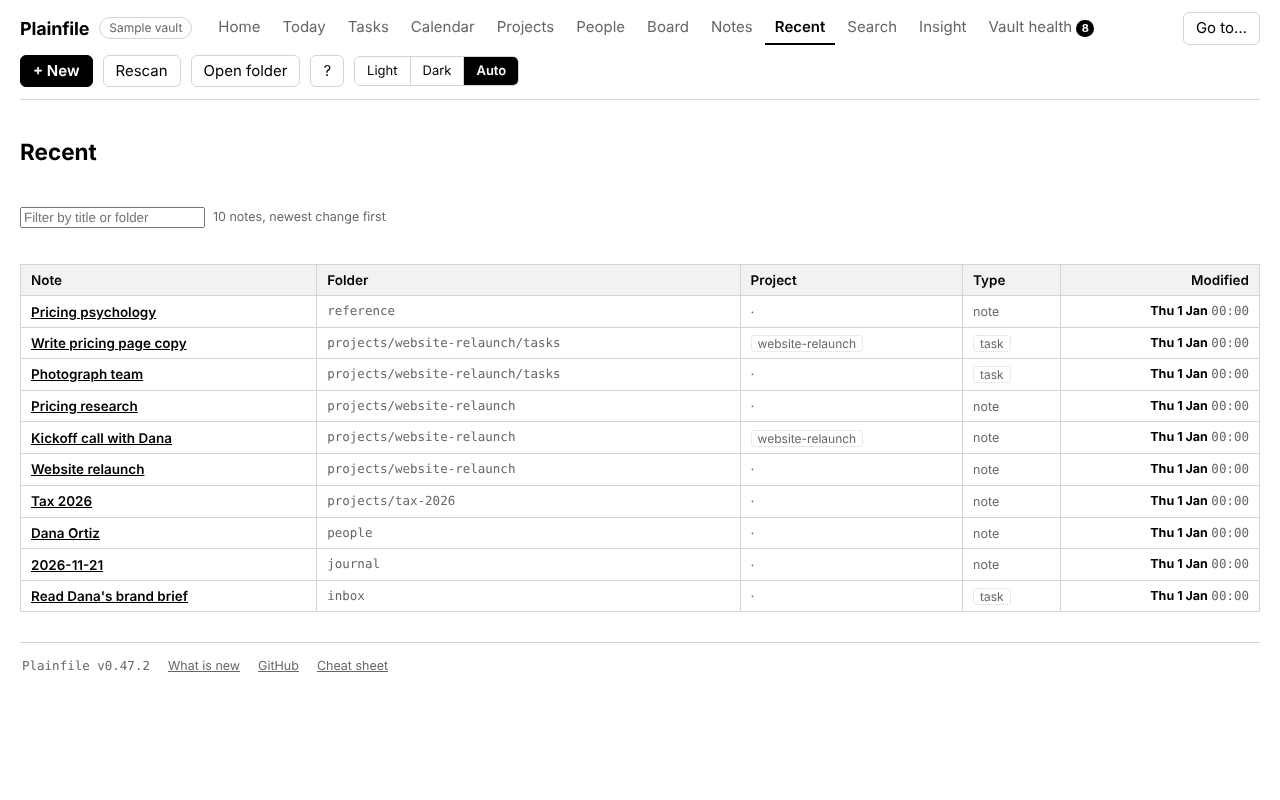 Plainfile Sample vault Home Today Tasks Calendar Projects People Board Notes Recent Search Insight Vault health 8 Go to...
+ New Rescan Open folder ? Light Dark Auto
Recent
Filter by title or folder 10 notes, newest change first
Note Folder Project Type Modified
Pricing psychology reference · note Thu 1 Jan 00:00
Write pricing page copy projects/website-relaunch/tasks website-relaunch task Thu 1 Jan 00:00
Photograph team projects/website-relaunch/tasks · task Thu 1 Jan 00:00
Pricing research projects/website-relaunch · note Thu 1 Jan 00:00
Kickoff call with Dana projects/website-relaunch website-relaunch note Thu 1 Jan 00:00
Website relaunch projects/website-relaunch · note Thu 1 Jan 00:00
Tax 2026 projects/tax-2026 · note Thu 1 Jan 00:00
Dana Ortiz people · note Thu 1 Jan 00:00
2026-11-21 journal · note Thu 1 Jan 00:00
Read Dana's brand brief inbox · task Thu 1 Jan 00:00
Plainfile v0.47.2 What is new GitHub Cheat sheet